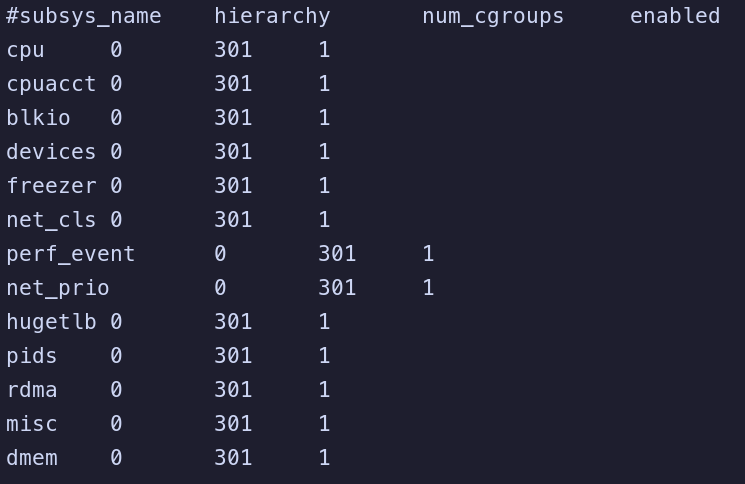 #subsys_name	hierarchy	num_cgroups	enabled
cpu	0	301	1
cpuacct	0	301	1
blkio	0	301	1
devices	0	301	1
freezer	0	301	1
net_cls	0	301	1
perf_event	0	301	1
net_prio	0	301	1
hugetlb	0	301	1
pids	0	301	1
rdma	0	301	1
misc	0	301	1
dmem	0	301	1